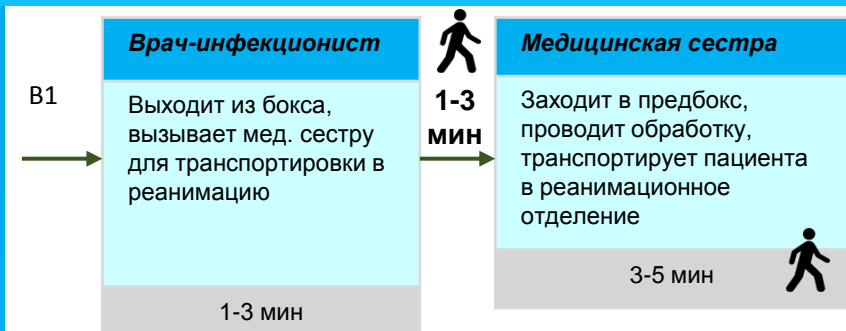 В1
Врач-инфекционист
Выходит из бокса,
вызывает мед. сестру
для транспортировки в
реанимацию
1-3 мин
1-3
мин
Медицинская сестра
Заходит в предбокс,
проводит обработку,
транспортирует пациента
в реанимационное
отделение
3-5 мин